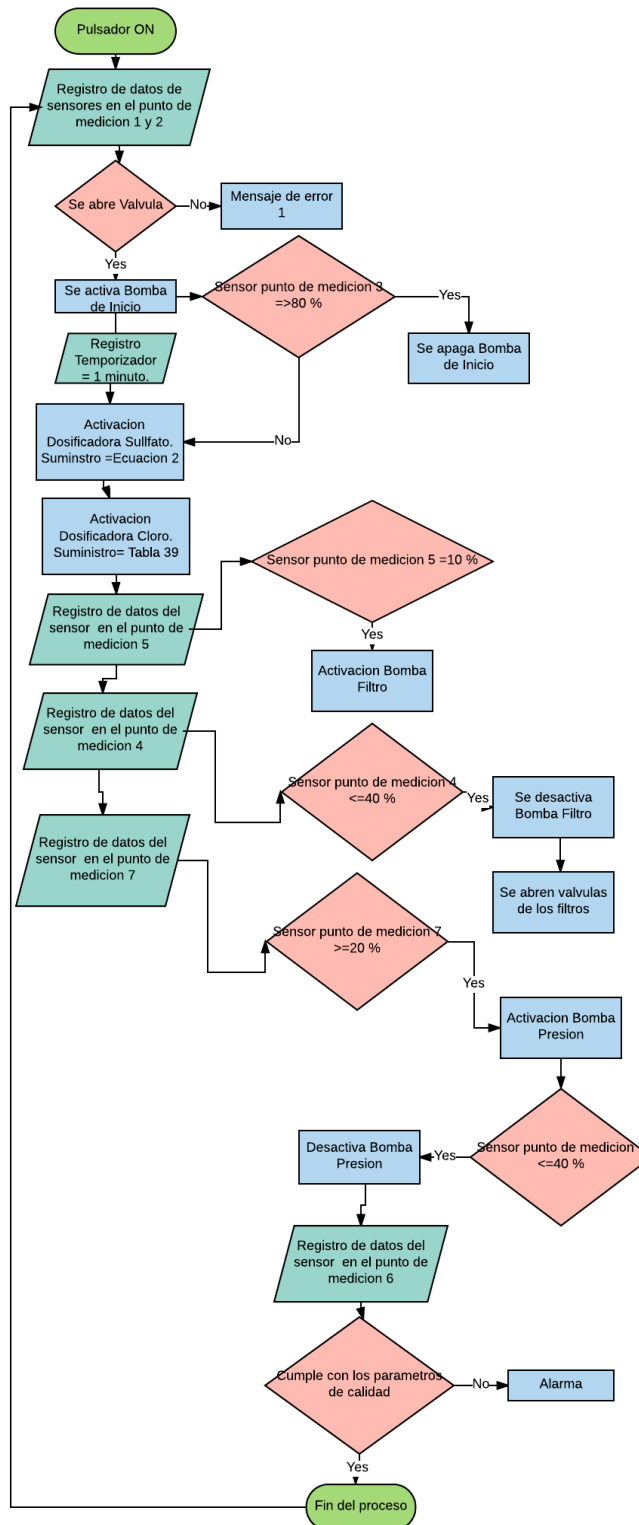 Pulsador ON
Registro de datos de
sensores en el punto de
medicion 1 y 2
Se abre Valvula
No
Mensaje de error
1
Yes
Se activa Bomba
de Inicio
Sensor punto de medicion 3
=>80 %
Yes
Se apaga Bomba
de Inicio
Registro
Temporizador
= 1 minuto.
No
Activacion
Dosificadora Sullfato.
Suminstro =Ecuacion 2
Activacion
Dosificadora Cloro.
Suministro= Tabla 39
Sensor punto de medicion 5 =10 %
Registro de datos del
sensor  en el punto de
medicion 5
Yes
Activacion Bomba
Filtro
Registro de datos del
sensor  en el punto de
medicion 4
Sensor punto de medicion 4
<=40 %
Yes
Se desactiva
Bomba Filtro
Se abren valvulas
de los filtros
Registro de datos del
sensor  en el punto de
medicion 7
Sensor punto de medicion 7
>=20 %
Yes
Activacion Bomba
Presion
Sensor punto de medicion
<=40 %
Yes
Desactiva Bomba
Presion
Registro de datos del
sensor  en el punto de
medicion 6
Cumple con los parametros
de calidad
No
Alarma
Yes
Fin del proceso